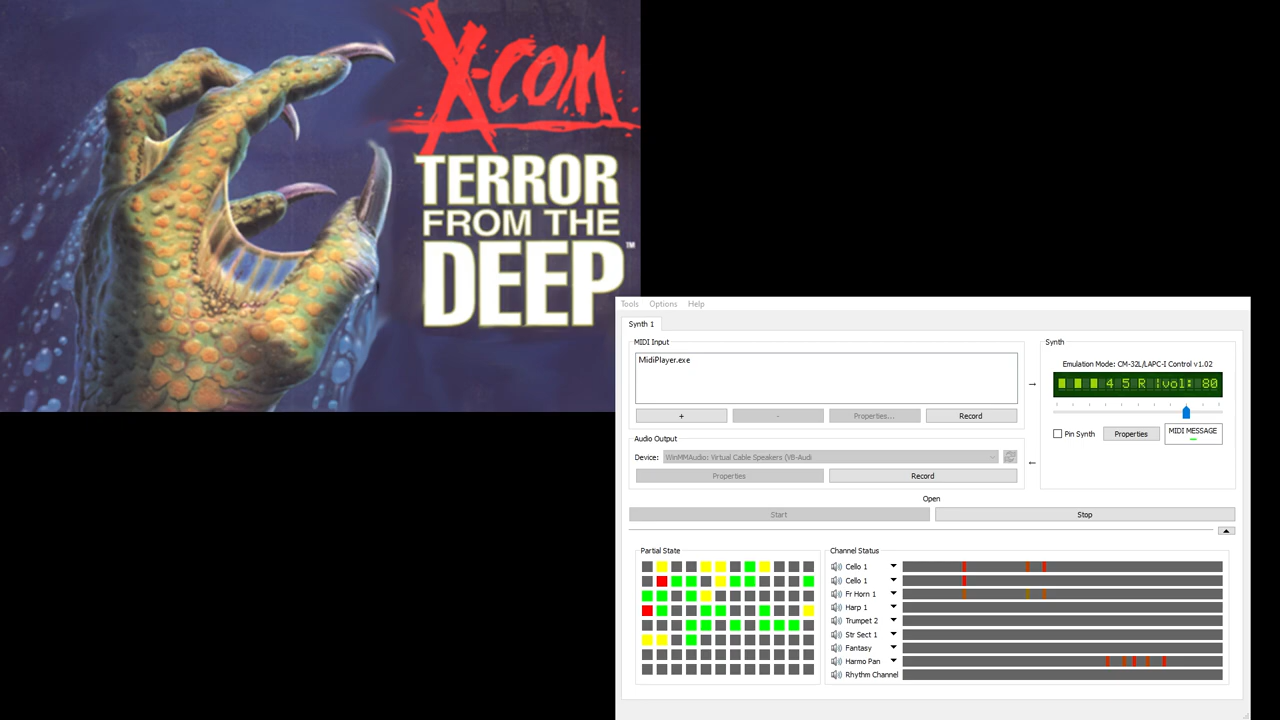 X-COM
TERROR
FROM THE
DEEP™
Tools Options Help
Synth 1
MIDI Input
MidiPlayer.exe
+ - Properties... Record
Synth
Emulation Mode: CM-32L/LAPC-I Control v1.02
4 5 R |vol: 80
Pin Synth Properties MIDI MESSAGE
Audio Output
Device: WinMMAudio: Virtual Cable Speakers (VB-Audi
Properties Record
Open
Start Stop
Partial State
Channel Status
Cello 1
Cello 1
Fr Horn 1
Harp 1
Trumpet 2
Str Sect 1
Fantasy
Harmo Pan
Rhythm Channel